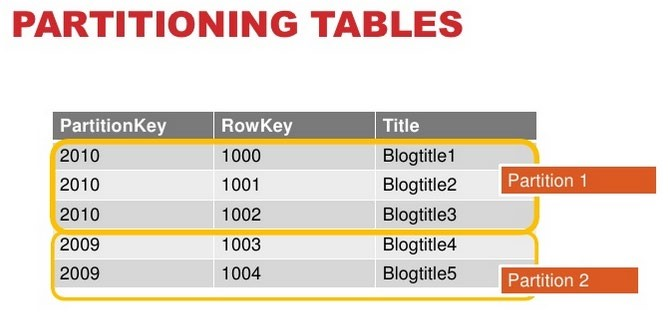 PARTITIONING TABLES
PartitionKey RowKey Title
2010 1000 Blogtitle1
2010 1001 Blogtitle2
Partition 1
2010 1002 Blogtitle3
2009 1003 Blogtitle4
2009 1004 Blogtitle5
Partition 2